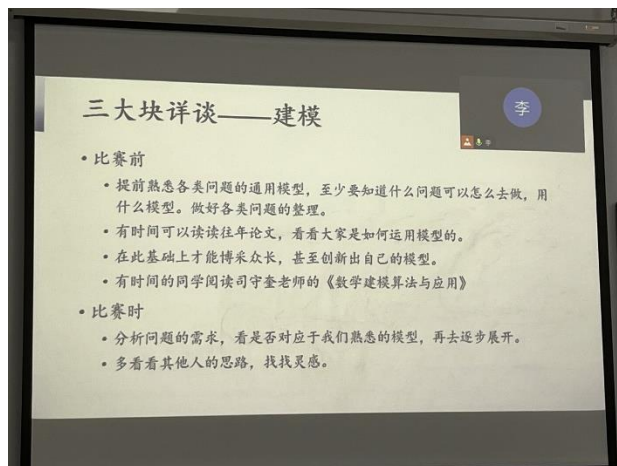 三大块详谈——建模
李
李
• 比赛前
• 提前熟悉各类问题的通用模型，至少要知道什么问题可以怎么去做，用
什么模型。做好各类问题的整理。
• 有时间可以读读往年论文，看看大家是如何运用模型的。
• 在此基础上才能博采众长，甚至创新出自己的模型。
• 有时间的同学阅读司守奎老师的《数学建模算法与应用》
• 比赛时
• 分析问题的需求，看是否对应于我们熟悉的模型，再去逐步展开。
• 多看看其他人的思路，找找灵感。